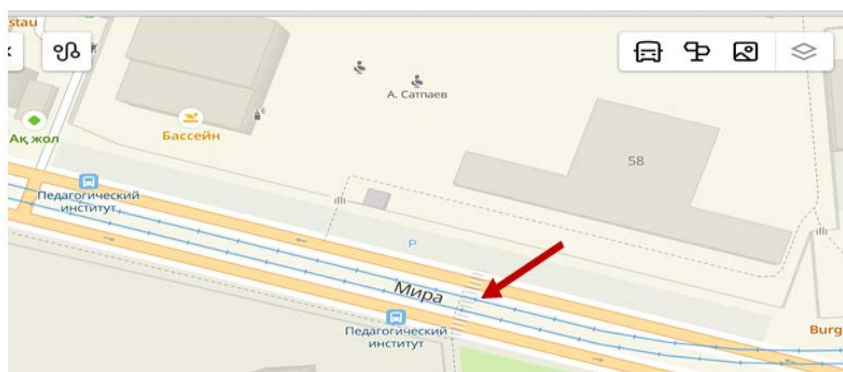 stau
А. Сатпаев
Бассейн
Ақ жол
58
Педагогический
институт
P
Мира
Педагогический
институт
Burg